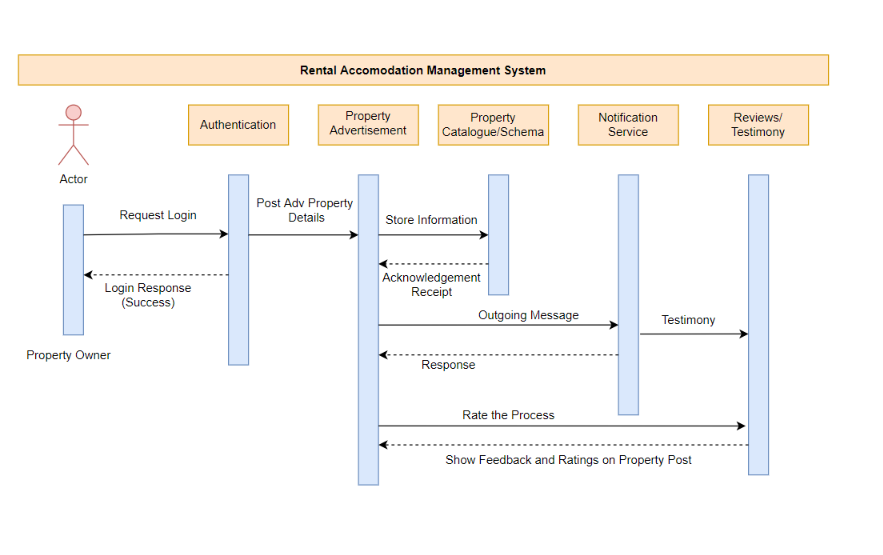 Rental Accomodation Management System
Authentication
Property
Advertisement
Property
Catalogue/Schema
Notification
Service
Reviews/
Testimony
Actor
Request Login
Post Adv Property
Details
Store Information
Login Response
(Success)
Acknowledgement
Receipt
Outgoing Message
Testimony
Property Owner
Response
Rate the Process
Show Feedback and Ratings on Property Post